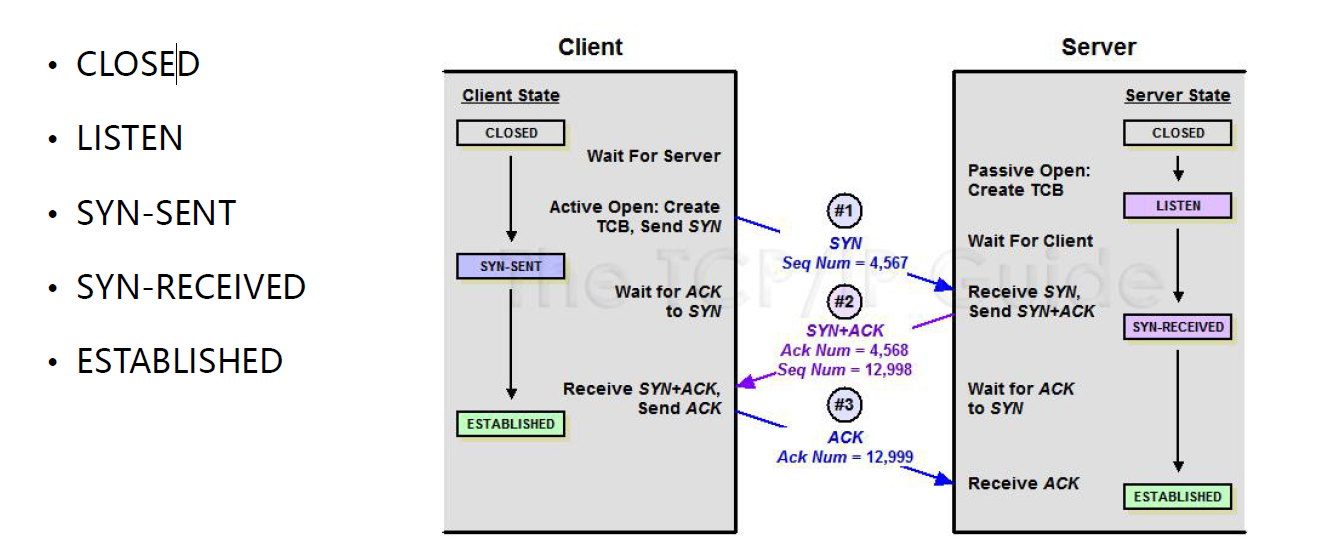 • CLOSED
• LISTEN
• SYN-SENT
• SYN-RECEIVED
• ESTABLISHED
Client
Client State
CLOSED
Wait For Server
Active Open: Create
TCB, Send SYN
SYN-SENT
Wait for ACK
to SYN
Receive SYN+ACK,
Send ACK
ESTABLISHED
#1
SYN
Seq Num = 4,567
#2
SYN+ACK
Ack Num = 4,568
Seq Num = 12,998
#3
ACK
Ack Num = 12,999
Server
Server State
CLOSED
Passive Open:
Create TCB
LISTEN
Wait For Client
Receive SYN,
Send SYN+ACK
SYN-RECEIVED
Wait for ACK
to SYN
Receive ACK
ESTABLISHED
The TCP/IP Guide